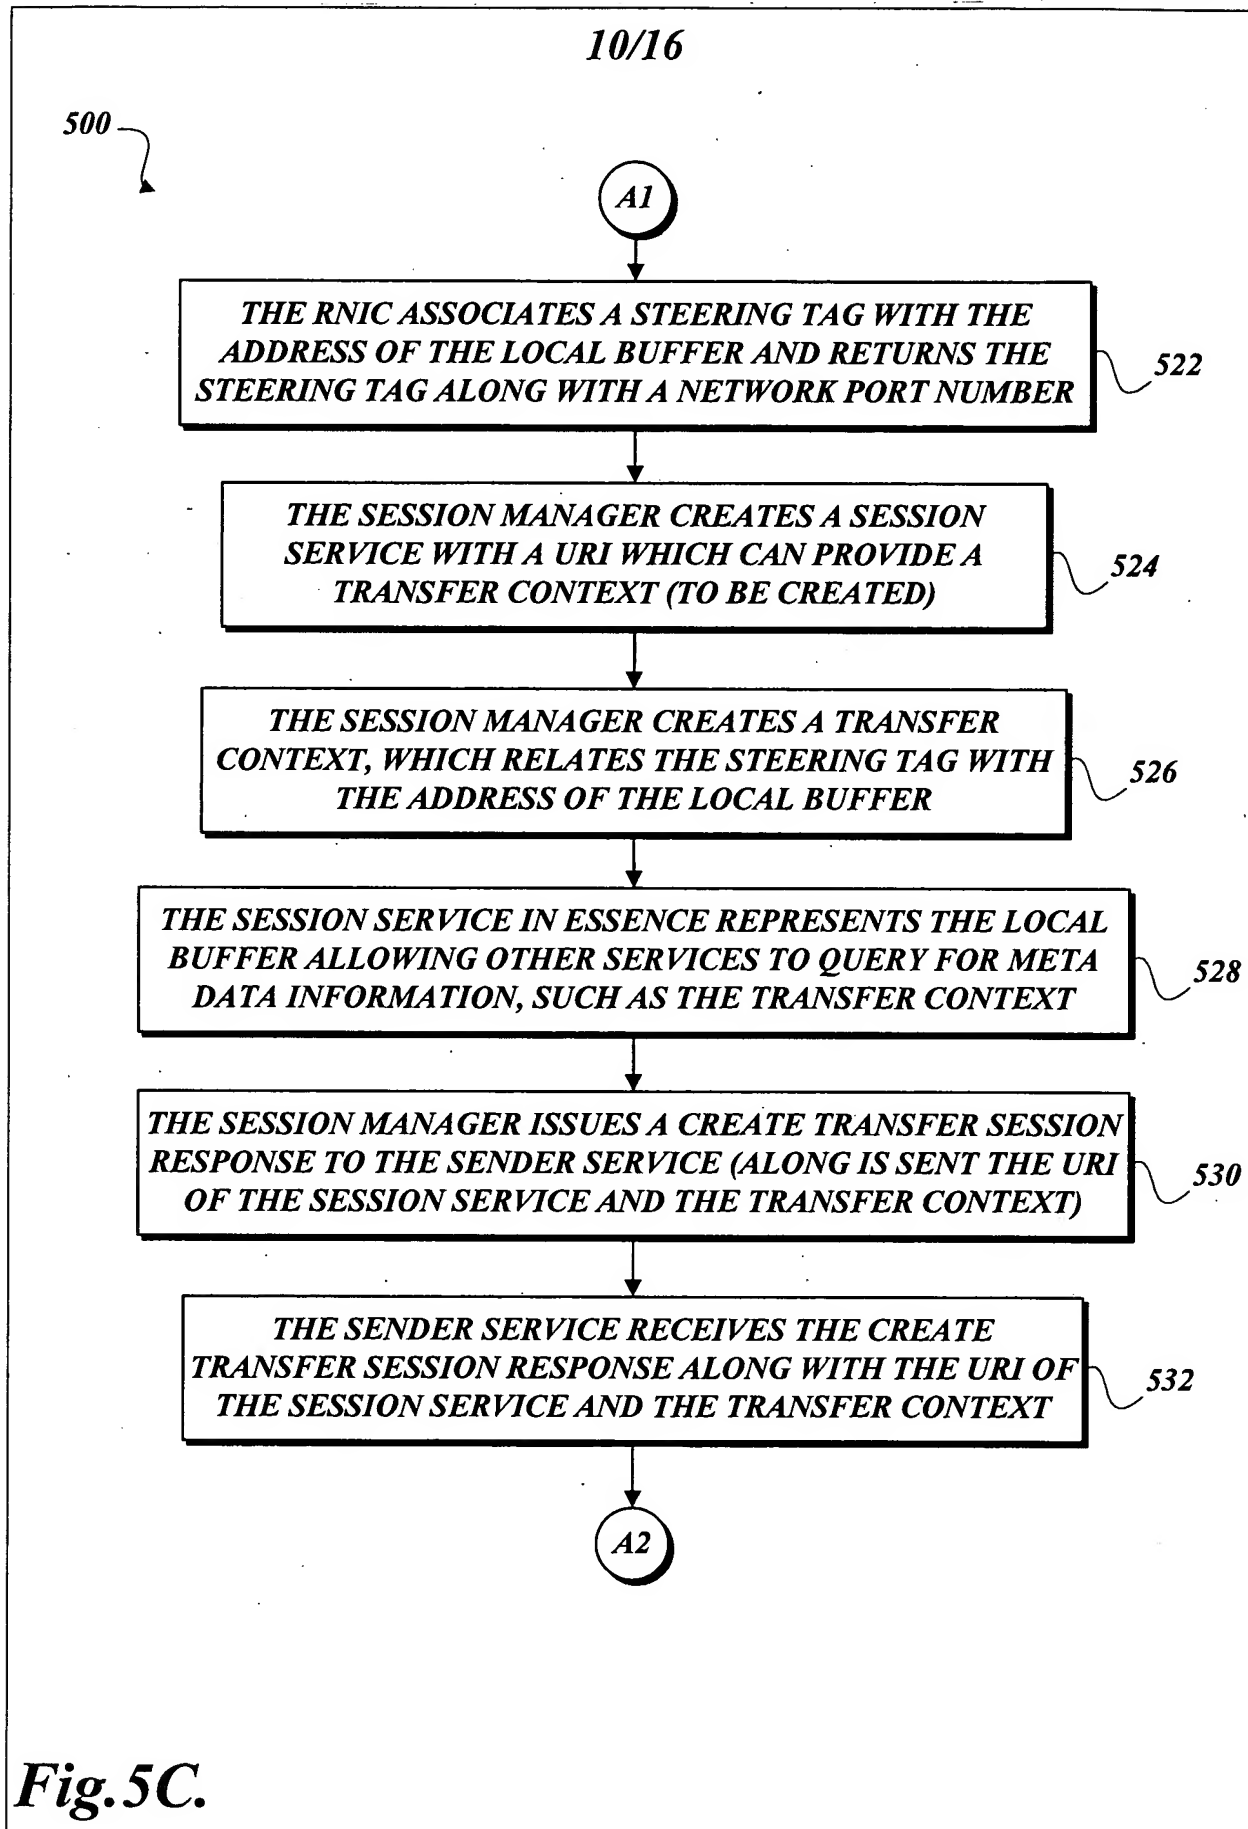 10/16
500
A1
THE RNIC ASSOCIATES A STEERING TAG WITH THE
ADDRESS OF THE LOCAL BUFFER AND RETURNS THE
STEERING TAG ALONG WITH A NETWORK PORT NUMBER
522
THE SESSION MANAGER CREATES A SESSION
SERVICE WITH A URI WHICH CAN PROVIDE A
TRANSFER CONTEXT (TO BE CREATED)
524
THE SESSION MANAGER CREATES A TRANSFER
CONTEXT, WHICH RELATES THE STEERING TAG WITH
THE ADDRESS OF THE LOCAL BUFFER
526
THE SESSION SERVICE IN ESSENCE REPRESENTS THE LOCAL
BUFFER ALLOWING OTHER SERVICES TO QUERY FOR META
DATA INFORMATION, SUCH AS THE TRANSFER CONTEXT
528
THE SESSION MANAGER ISSUES A CREATE TRANSFER SESSION
RESPONSE TO THE SENDER SERVICE (ALONG IS SENT THE URI
OF THE SESSION SERVICE AND THE TRANSFER CONTEXT)
530
THE SENDER SERVICE RECEIVES THE CREATE
TRANSFER SESSION RESPONSE ALONG WITH THE URI OF
THE SESSION SERVICE AND THE TRANSFER CONTEXT
532
A2
Fig.5C.